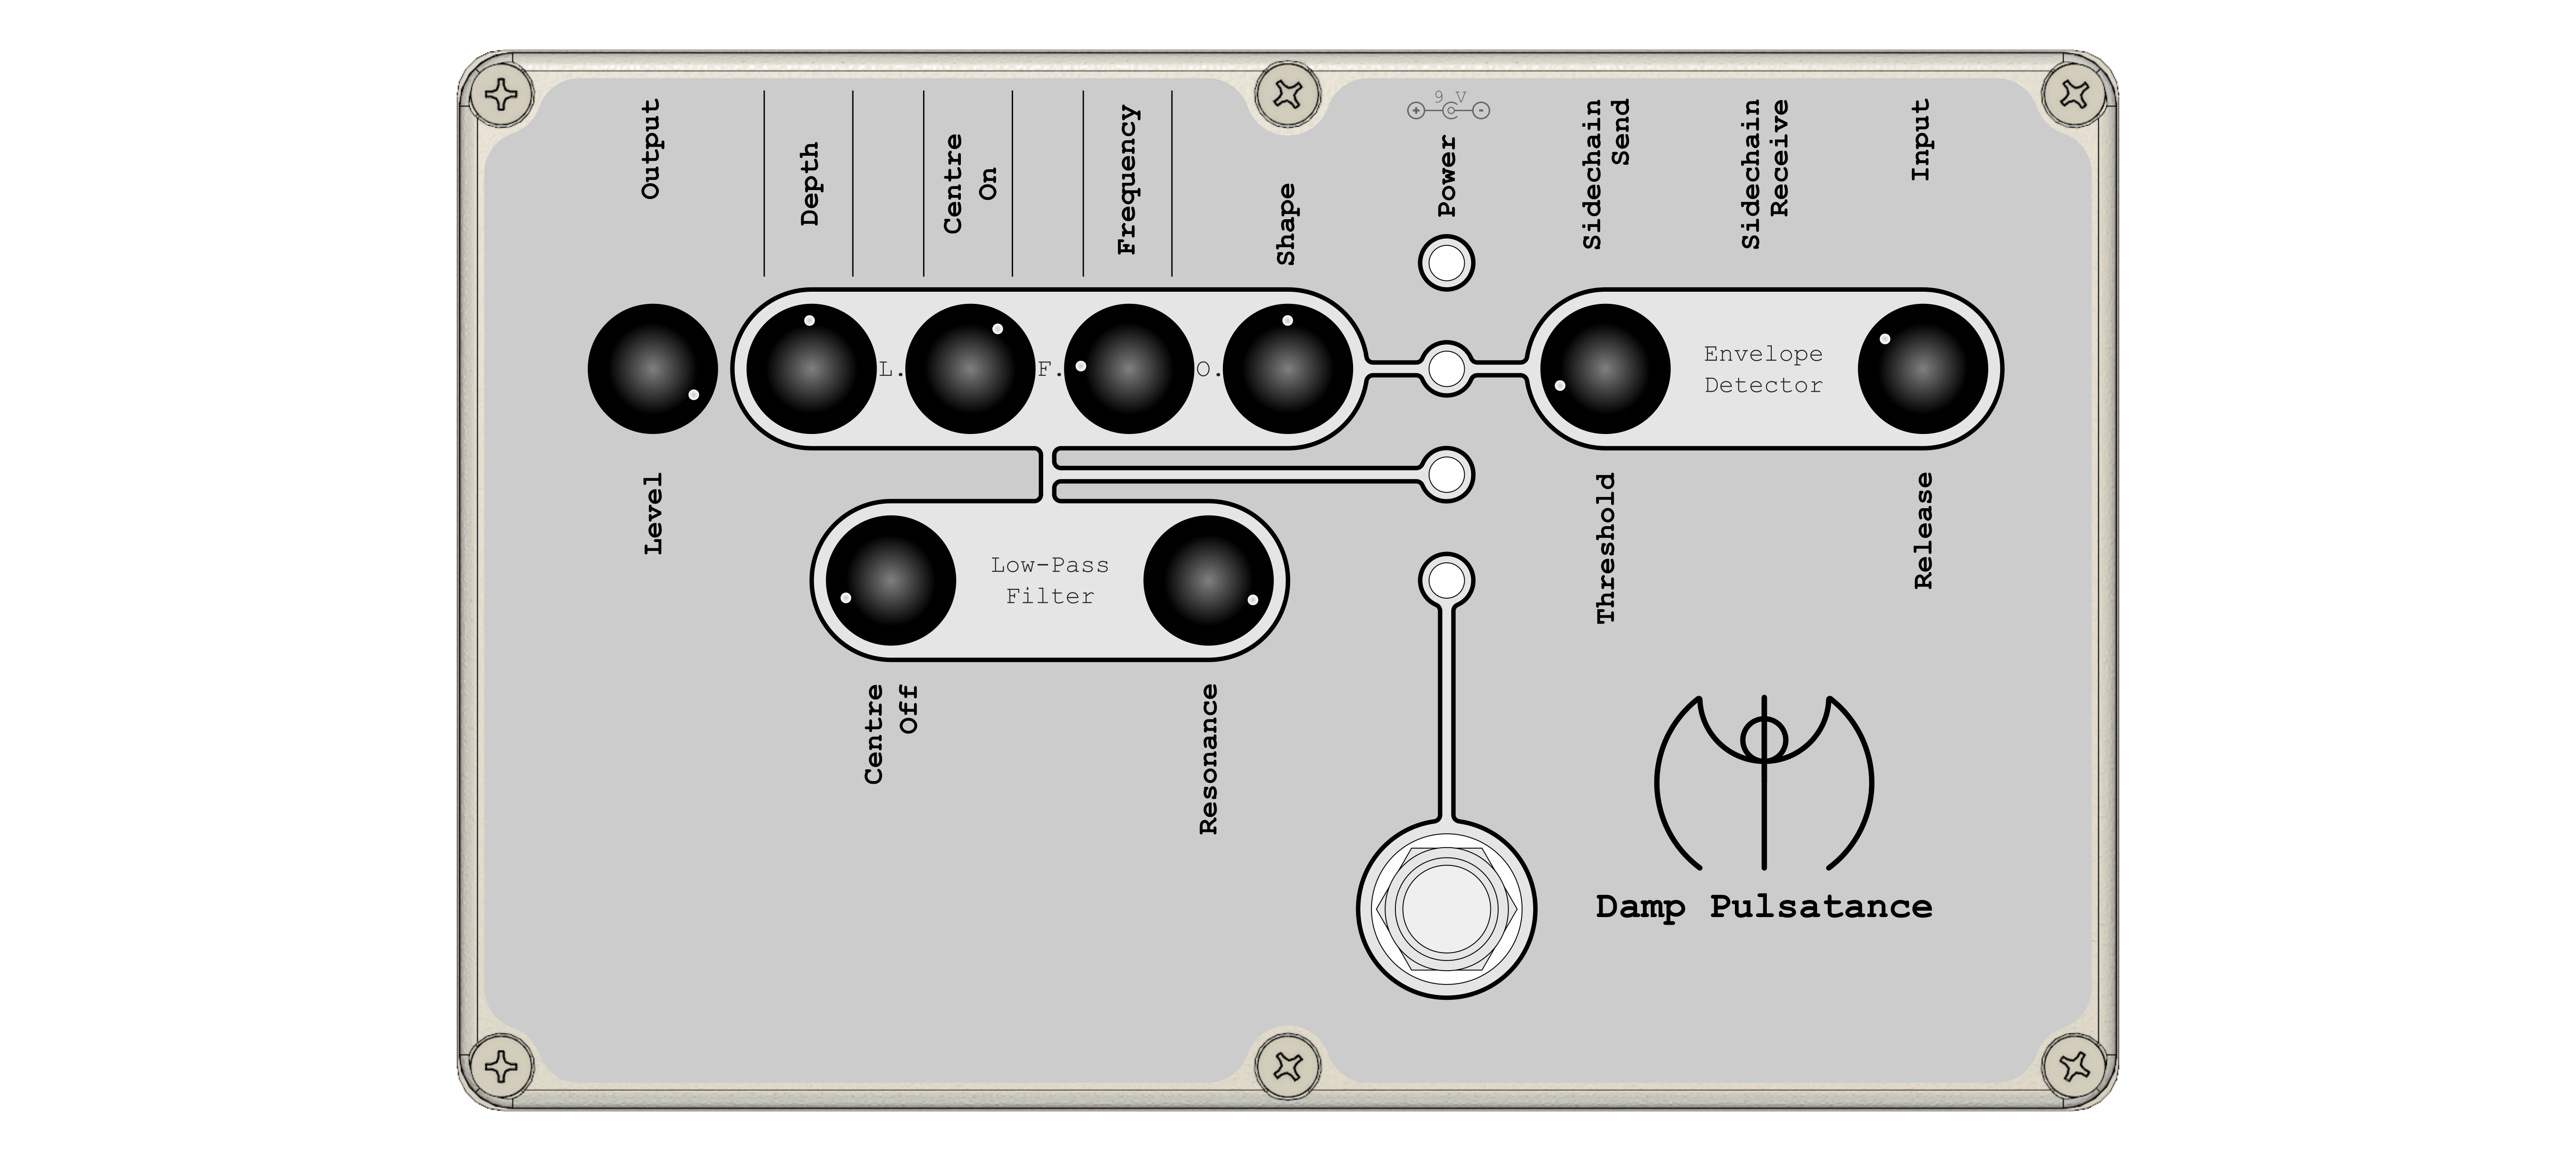 Output
Depth
Centre
On
Frequency
Shape
9 V
Power
Sidechain
Send
Sidechain
Receive
Input
L.
F.
O.
Envelope
Detector
Level
Threshold
Release
Low-Pass
Filter
Centre
Off
Resonance
Damp Pulsatance